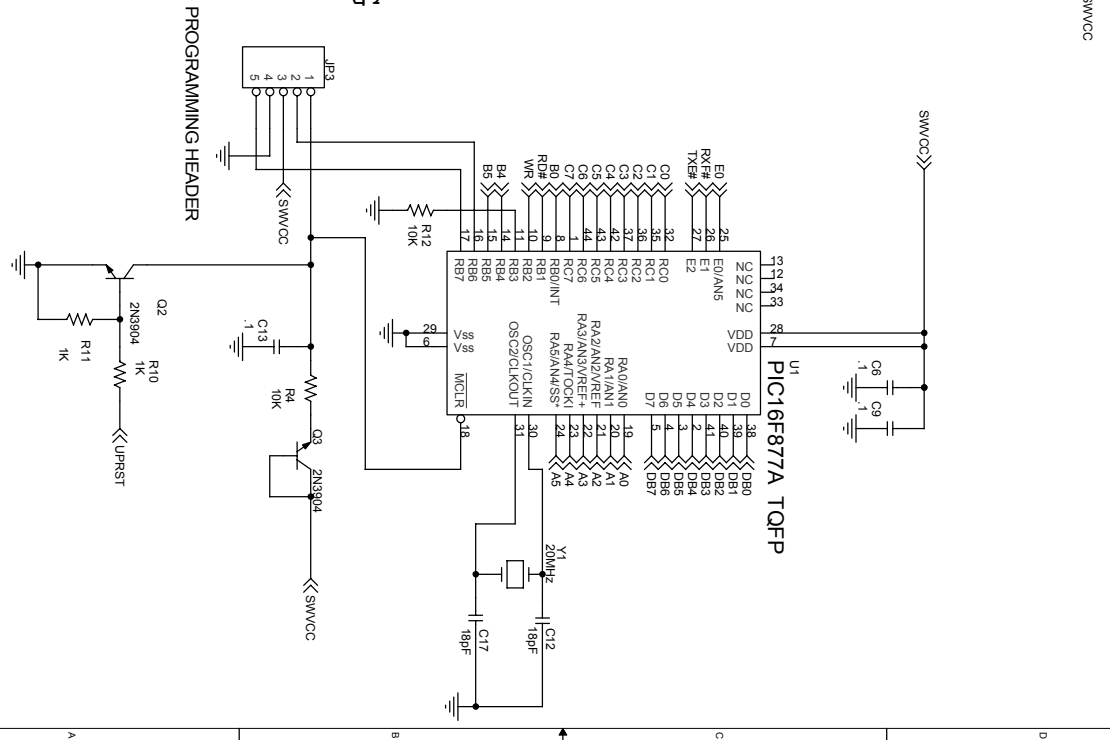 SWVCC
PROGRAMMING HEADER
JP3
1
2
3
4
5
SWVCC
SWVCC
R12
10K
B5
B4
WR
RD#
B0
C7
C6
C5
C4
C3
C2
C1
C0
TXE#
RXF#
E0
17
16
15
14
11
10
9
8
1
44
43
42
37
36
35
32
27
26
25
RB7
RB6
RB5
RB4
RB3
RB2
RB1
RB0/INT
RC7
RC6
RC5
RC4
RC3
RC2
RC1
RC0
E2
E1
E0/AN5
NC 13
NC 12
NC 34
NC 33
VDD 28
VDD 7
29 Vss
6 Vss
U1
PIC16F877A TQFP
C6
.1
C9
.1
MCLR
OSC2/CLKOUT
OSC1/CLKIN
RA5/AN4/SS*
RA4/TOCKI
RA3/AN3/VREF+
RA2/AN2/VREF
RA1/AN1
RA0/AN0
D7
D6
D5
D4
D3
D2
D1
D0
18
31
30
24
23
22
21
20
19
5
4
3
2
41
40
39
38
A5
A4
A3
A2
A1
A0
DB7
DB6
DB5
DB4
DB3
DB2
DB1
DB0
Q2
2N3904
R11
1K
R10
1K
UPRST
C13
.1
R4
10K
Q3
2N3904
SWVCC
Y1
20MHz
C17
18pF
C12
18pF
A
B
C
D